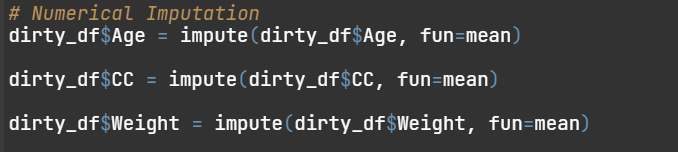 # Numerical Imputation
dirty_df$Age = impute(dirty_df$Age, fun=mean)
dirty_df$CC = impute(dirty_df$CC, fun=mean)
dirty_df$Weight = impute(dirty_df$Weight, fun=mean)